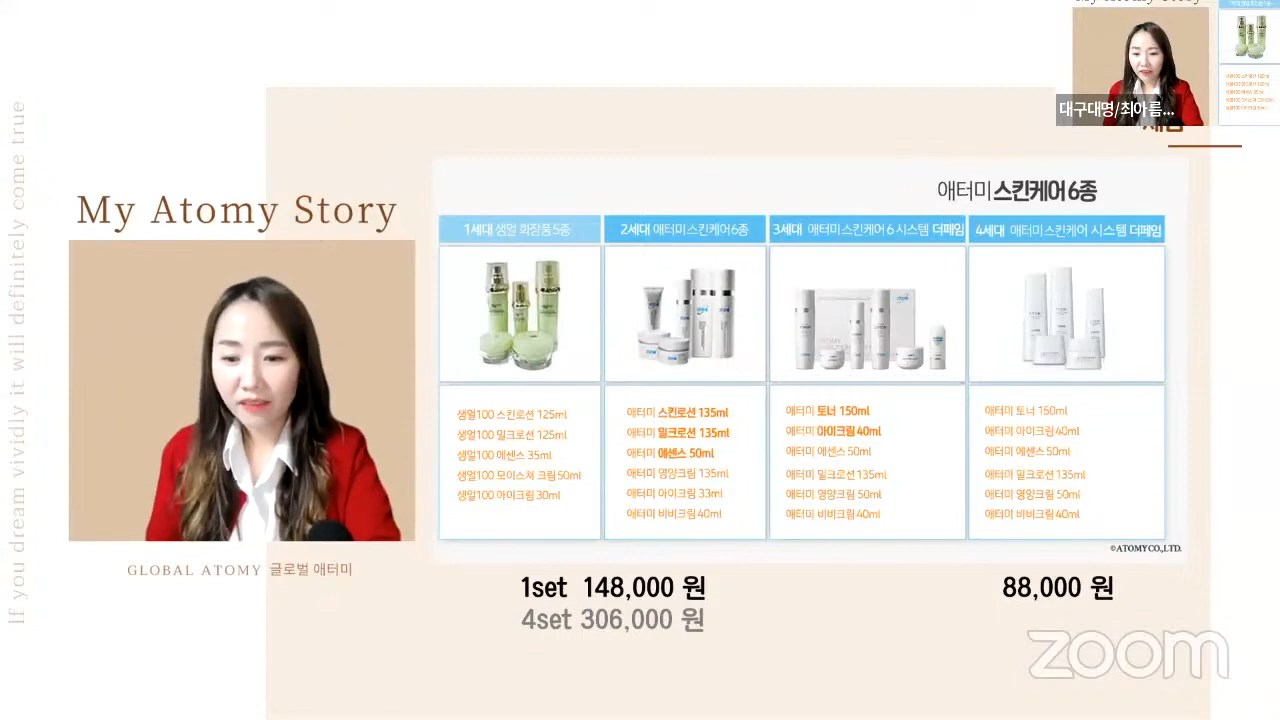 My Atomy Story
대구대명/최아름...
If you dream vividly it will definitely come true
My Atomy Story
GLOBAL ATOMY 글로벌 애터미
애터미 스킨케어 6종
1세대 생얼 화장품 5종
2세대 애터미 스킨케어 6종
3세대 애터미 스킨케어 6 시스템 더페임
4세대 애터미스킨케어 시스템 더페임
생얼100 스킨로션 125ml
생얼100 밀크로션 125ml
생얼100 에센스 35ml
생얼100 모이스쳐 크림 50ml
생얼100 아이크림 30ml
애터미 스킨로션 135ml
애터미 밀크로션 135ml
애터미 에센스 50ml
애터미 영양크림 135ml
애터미 아이크림 33ml
애터미 비비크림 40ml
애터미 토너 150ml
애터미 아이크림 40ml
애터미 에센스 50ml
애터미 밀크로션 135ml
애터미 영양크림 50ml
애터미 비비크림 40ml
애터미 토너 150ml
애터미 아이크림 40ml
애터미 에센스 50ml
애터미 밀크로션 135ml
애터미 영양크림 50ml
애터미 비비크림 40ml
©ATOMY CO.,LTD.
1set 148,000 원
4set 306,000 원
88,000 원
zoom